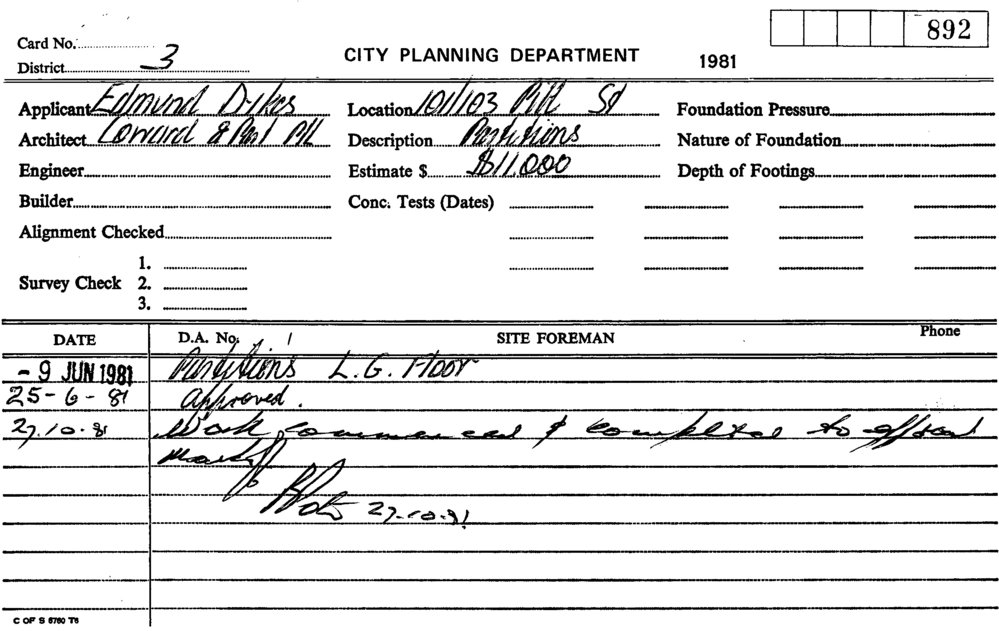 892
Card No.
District 3
CITY PLANNING DEPARTMENT 1981
Applicant Edmund Dykes Location 101/103 Pitt St Foundation Pressure
Architect & P/L Description Partitions Nature of Foundation
Engineer Estimate $ $11,000 Depth of Footings
Builder Conc. Tests (Dates)
Alignment Checked
1.
Survey Check 2.
3.
DATE D.A. No. SITE FOREMAN Phone
- 9 JUN 1981 Partitions L.G. Floor
25-6-81 approved.
27.10.81 Work commenced & completed to
27.10.81
C OF S 6760 T6